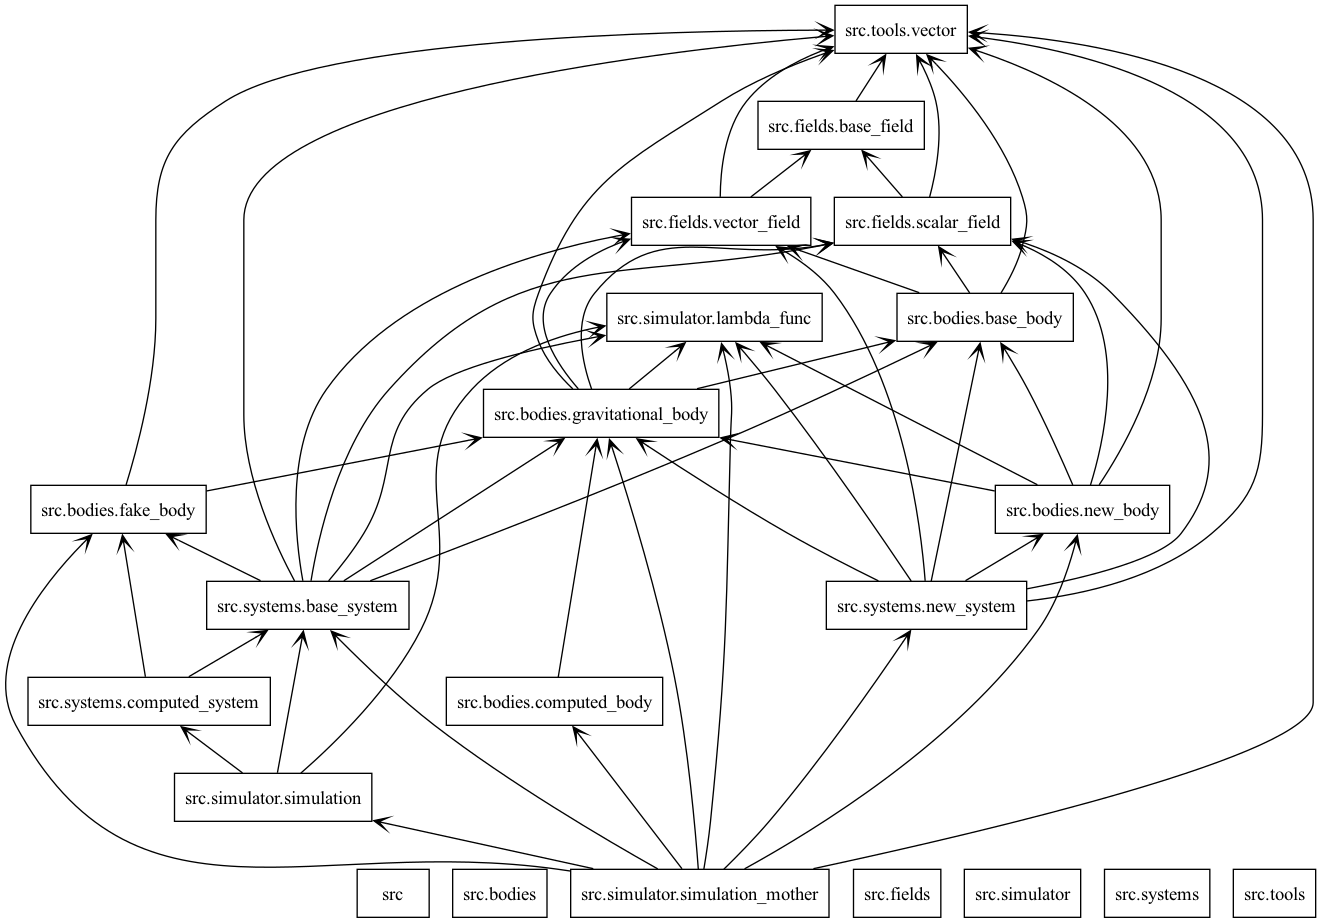 src.tools.vector
src.fields.base_field
src.fields.vector_field
src.fields.scalar_field
src.simulator.lambda_func
src.bodies.base_body
src.bodies.gravitational_body
src.bodies.fake_body
src.bodies.new_body
src.systems.base_system
src.systems.new_system
src.systems.computed_system
src.bodies.computed_body
src.simulator.simulation
src
src.bodies
src.simulator.simulation_mother
src.fields
src.simulator
src.systems
src.tools